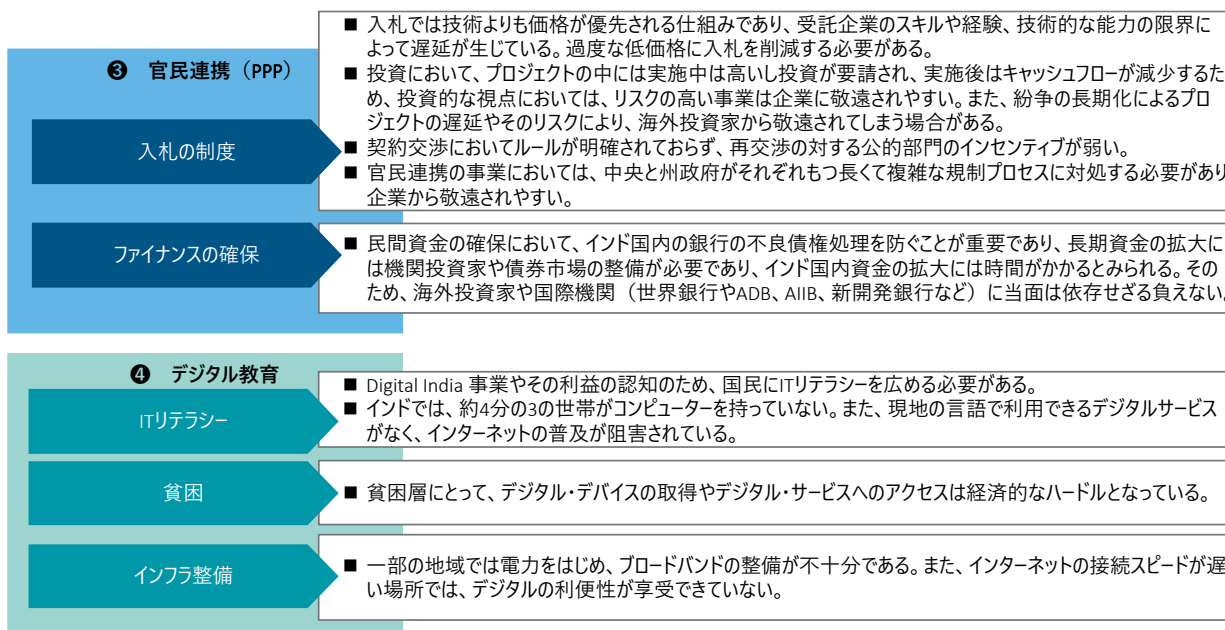 ❸ 官民連携（PPP）
入札の制度
■ 入札では技術よりも価格が優先される仕組みであり、受託企業のスキルや経験、技術的な能力の限界に
よって遅延が生じている。過度な低価格に入札を削減する必要がある。
■ 投資において、プロジェクトの中には実施中は高いし投資が要請され、実施後はキャッシュフローが減少するた
め、投資的な視点においては、リスクの高い事業は企業に敬遠されやすい。また、紛争の長期化によるプロ
ジェクトの遅延やそのリスクにより、海外投資家から敬遠されてしまう場合がある。
■ 契約交渉においてルールが明確されておらず、再交渉の対する公的部門のインセンティブが弱い。
■ 官民連携の事業においては、中央と州政府がそれぞれもつ長くて複雑な規制プロセスに対処する必要があり
企業から敬遠されやすい。
ファイナンスの確保
■ 民間資金の確保において、インド国内の銀行の不良債権処理を防ぐことが重要であり、長期資金の拡大に
は機関投資家や債券市場の整備が必要であり、インド国内資金の拡大には時間がかかるとみられる。その
ため、海外投資家や国際機関（世界銀行やADB、AIIB、新開発銀行など）に当面は依存せざる負えない。
❹ デジタル教育
ITリテラシー
■ Digital India 事業やその利益の認知のため、国民にITリテラシーを広める必要がある。
■ インドでは、約4分の3の世帯がコンピューターを持っていない。また、現地の言語で利用できるデジタルサービス
がなく、インターネットの普及が阻害されている。
貧困
■ 貧困層にとって、デジタル・デバイスの取得やデジタル・サービスへのアクセスは経済的なハードルとなっている。
インフラ整備
■ 一部の地域では電力をはじめ、ブロードバンドの整備が不十分である。また、インターネットの接続スピードが遅
い場所では、デジタルの利便性が享受できていない。